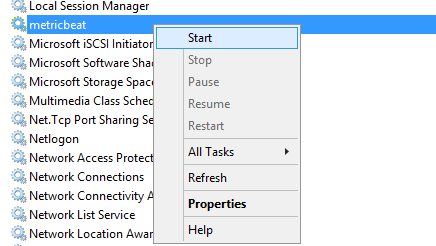 Local Session Manager
metricbeat
Microsoft iSCSI Initiator
Microsoft Software Shad
Microsoft Storage Space
Multimedia Class Sched
Net.Tcp Port Sharing Se
Netlogon
Network Access Protect
Network Connections
Network Connectivity A
Network List Service
Network Location Awar
Start
Stop
Pause
Resume
Restart
All Tasks
Refresh
Properties
Help